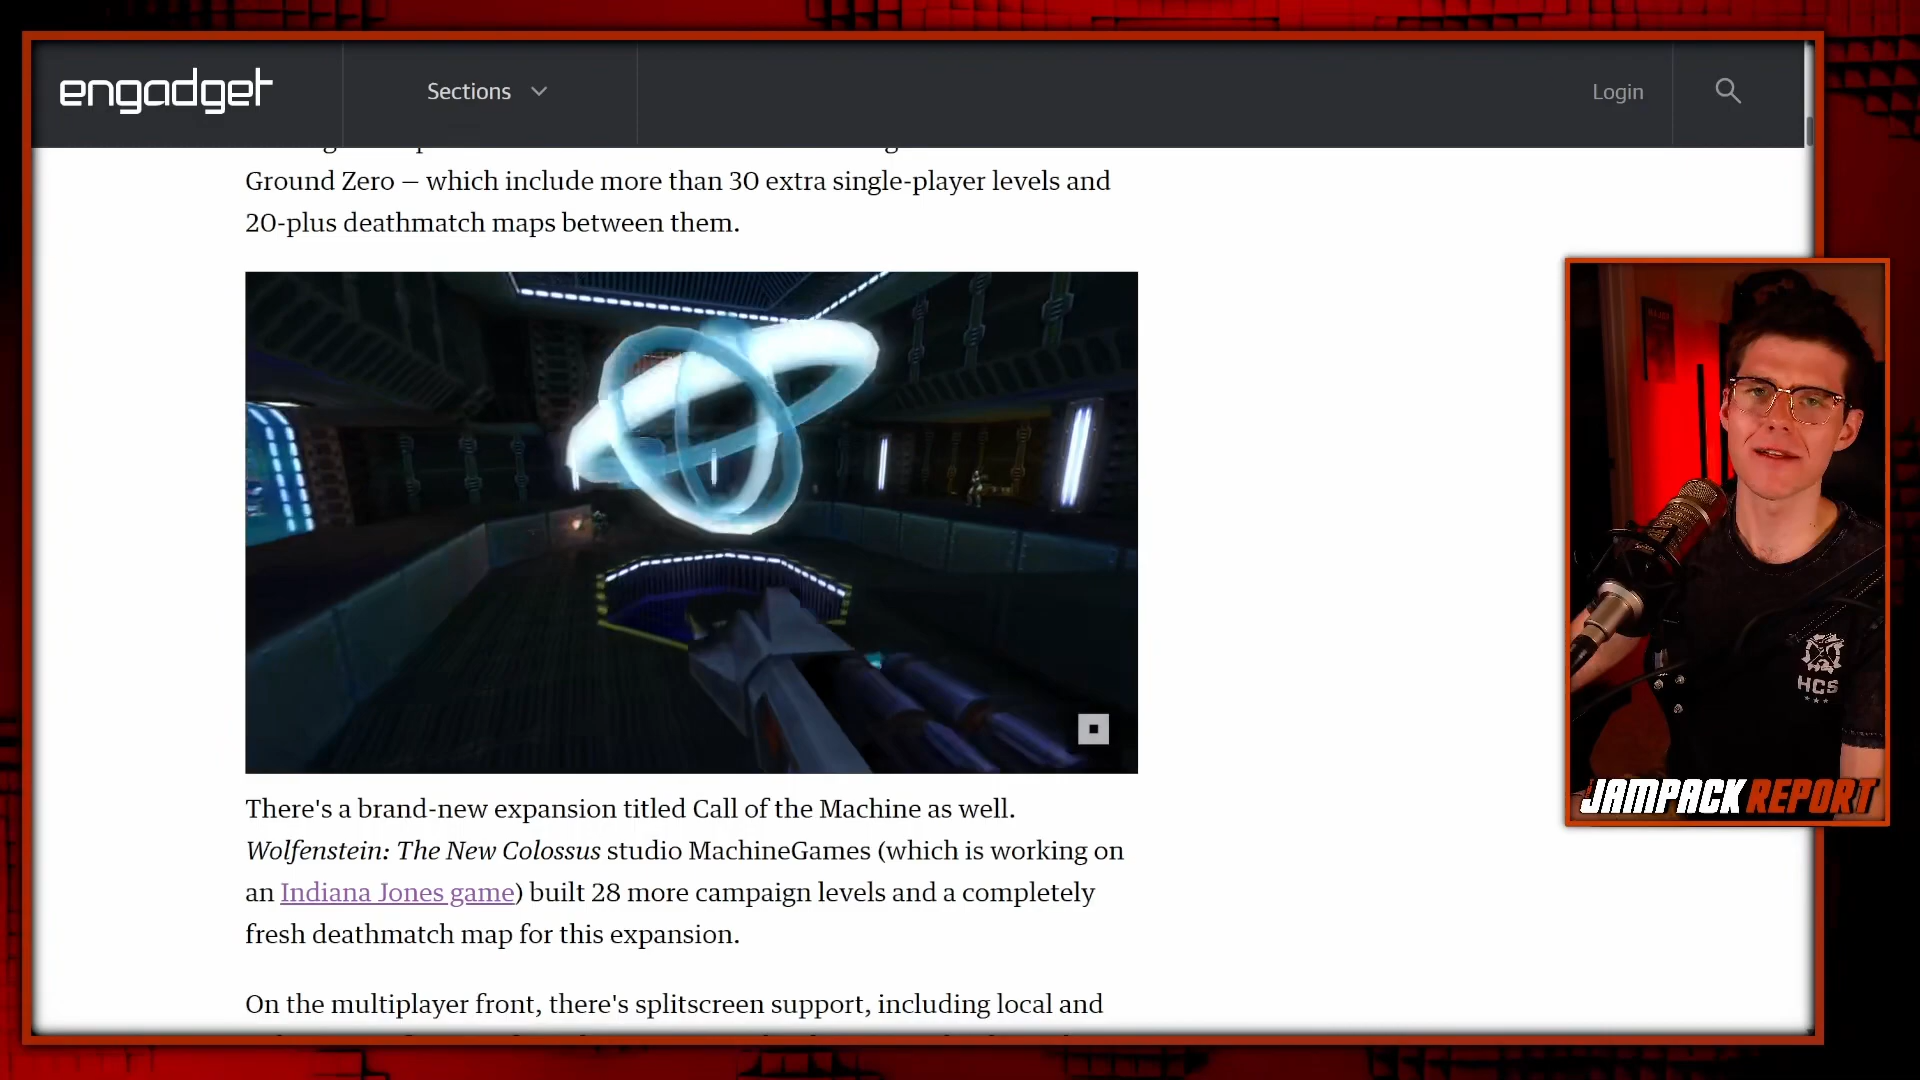 engadget
Sections
Login
Ground Zero — which include more than 30 extra single-player levels and
20-plus deathmatch maps between them.
There's a brand-new expansion titled Call of the Machine as well.
Wolfenstein: The New Colossus studio MachineGames (which is working on
an Indiana Jones game) built 28 more campaign levels and a completely
fresh deathmatch map for this expansion.
On the multiplayer front, there's splitscreen support, including local and
HCS
JAMPACK REPORT